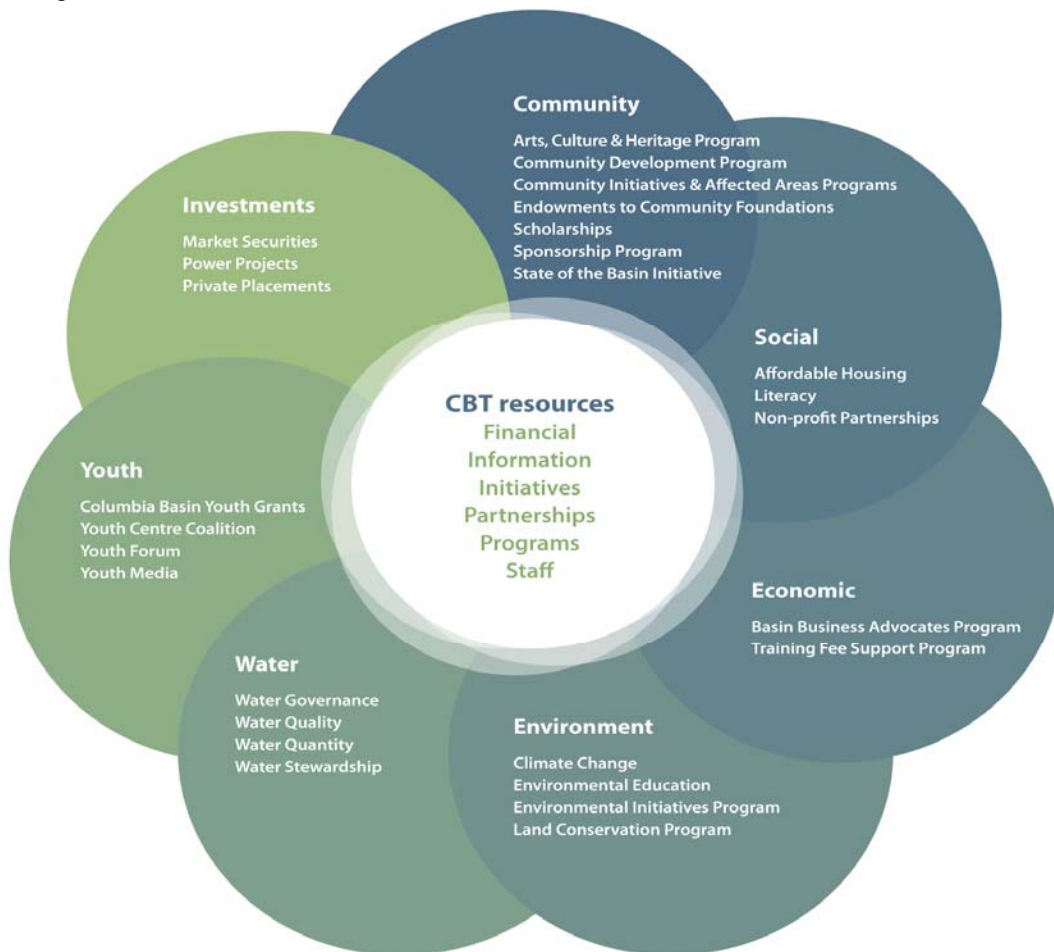 Community
Arts, Culture & Heritage Program
Community Development Program
Community Initiatives & Affected Areas Programs
Endowments to Community Foundations
Scholarships
Sponsorship Program
State of the Basin Initiative
Social
Affordable Housing
Literacy
Non-profit Partnerships
Economic
Basin Business Advocates Program
Training Fee Support Program
Environment
Climate Change
Environmental Education
Environmental Initiatives Program
Land Conservation Program
Water
Water Governance
Water Quality
Water Quantity
Water Stewardship
Youth
Columbia Basin Youth Grants
Youth Centre Coalition
Youth Forum
Youth Media
Investments
Market Securities
Power Projects
Private Placements
CBT resources
Financial
Information
Initiatives
Partnerships
Programs
Staff